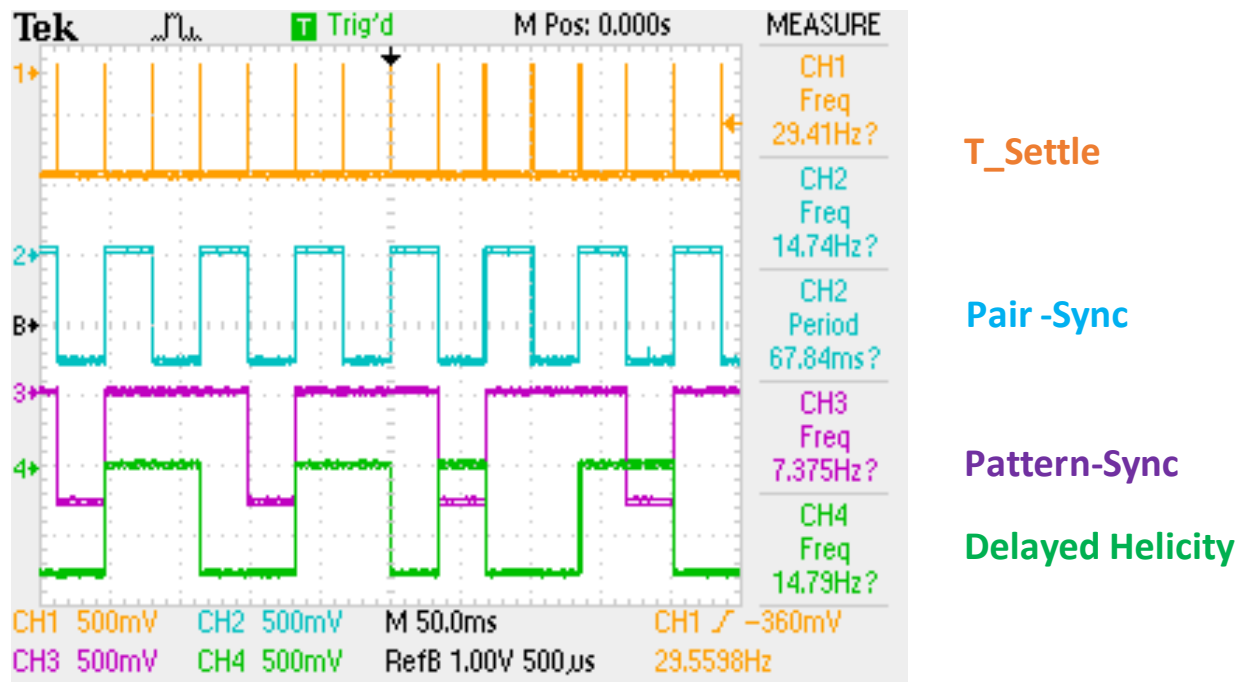 Tek T Trig'd M Pos: 0.000s MEASURE
1
CH1
Freq
29.41Hz?
T_Settle
CH2
Freq
14.74Hz?
2
CH2
Period
67.84ms?
Pair -Sync
B
3
CH3
Freq
7.375Hz?
Pattern-Sync
4
CH4
Freq
14.79Hz?
Delayed Helicity
CH1 500mV CH2 500mV M 50.0ms CH1 -360mV
CH3 500mV CH4 500mV RefB 1.00V 500µs 29.5598Hz